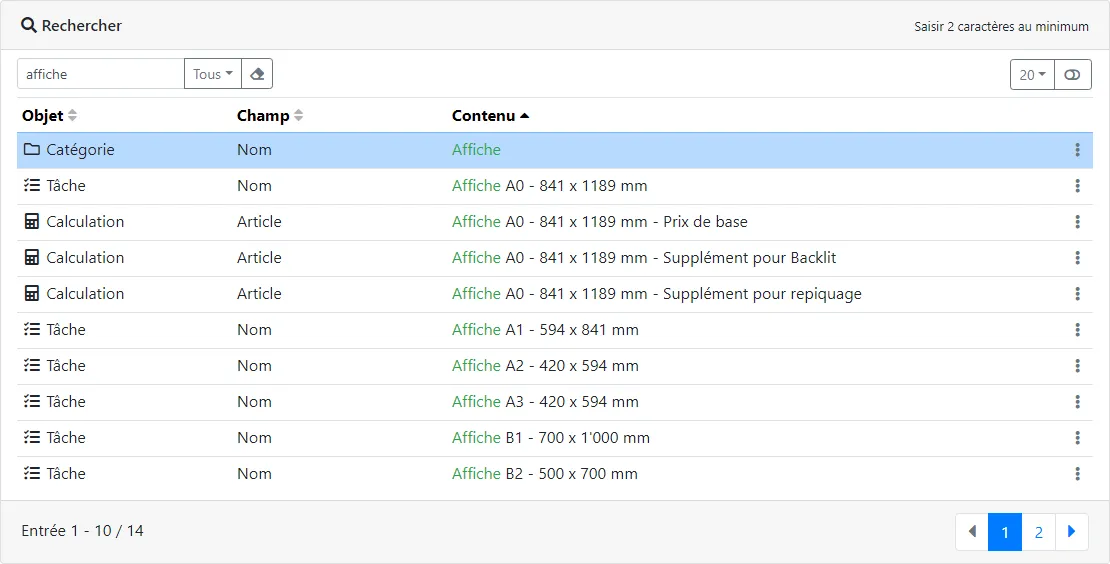 Rechercher Saisir 2 caractères au minimum
affiche Tous 20
Objet Champ Contenu
Catégorie Nom Affiche
Tâche Nom Affiche A0 - 841 x 1189 mm
Calculation Article Affiche A0 - 841 x 1189 mm - Prix de base
Calculation Article Affiche A0 - 841 x 1189 mm - Supplément pour Backlit
Calculation Article Affiche A0 - 841 x 1189 mm - Supplément pour repiquage
Tâche Nom Affiche A1 - 594 x 841 mm
Tâche Nom Affiche A2 - 420 x 594 mm
Tâche Nom Affiche A3 - 420 x 594 mm
Tâche Nom Affiche B1 - 700 x 1'000 mm
Tâche Nom Affiche B2 - 500 x 700 mm
Entrée 1 - 10 / 14 1 2